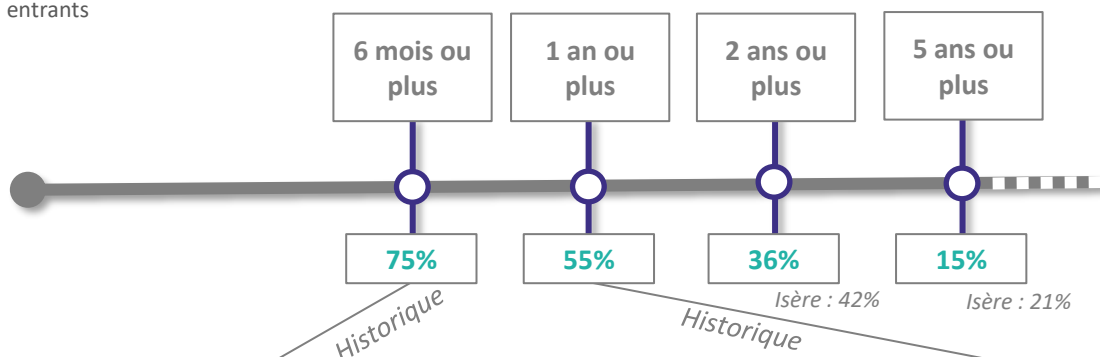 entrants
6 mois ou
plus
1 an ou
plus
2 ans ou
plus
5 ans ou
plus
75%
55%
36%
15%
Isère : 42%
Isère : 21%
Historique
Historique